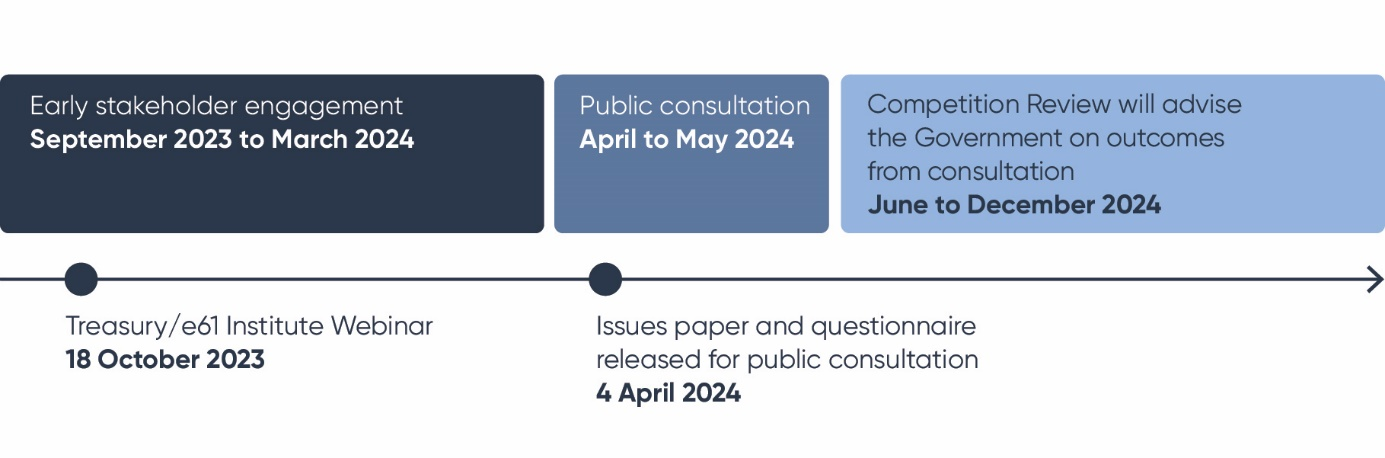 Early stakeholder engagement
September 2023 to March 2024
Public consultation
April to May 2024
Competition Review will advise
the Government on outcomes
from consultation
June to December 2024
Treasury/e61 Institute Webinar
18 October 2023
Issues paper and questionnaire
released for public consultation
4 April 2024